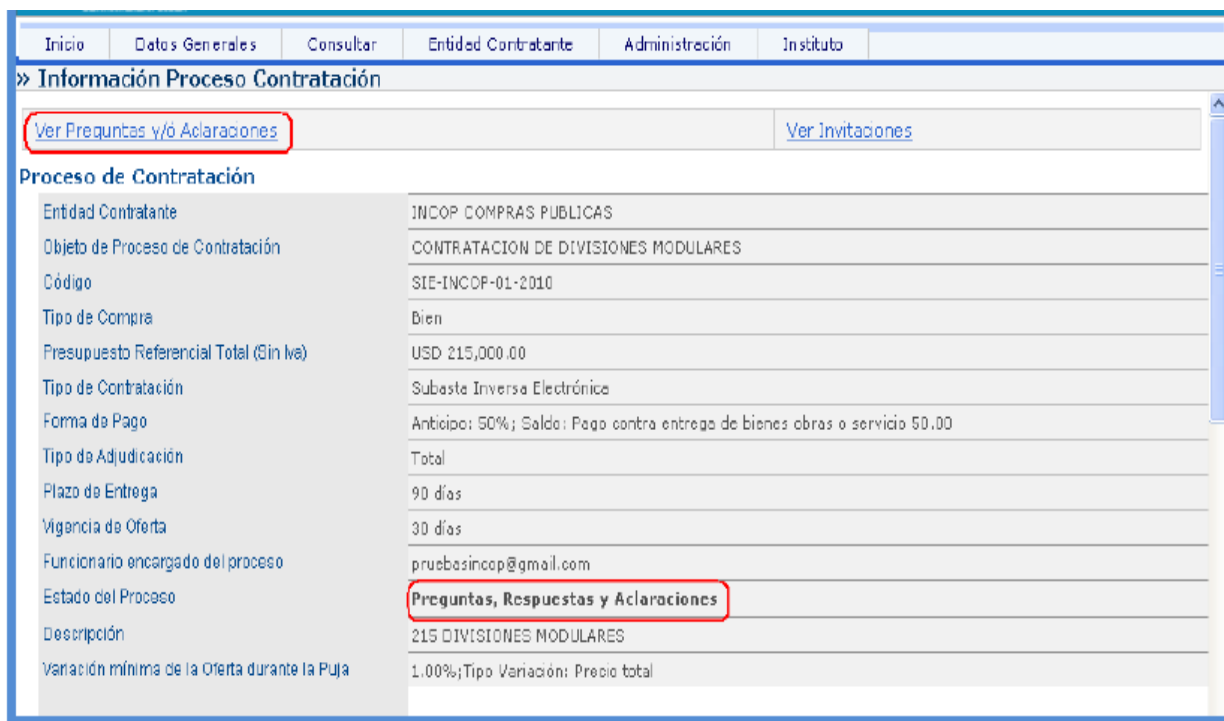 Inicio Datos Generales Consultar Entidad Contratante Administración Instituto
» Información Proceso Contratación
Ver Preguntas y/ó Aclaraciones Ver Invitaciones
Proceso de Contratación
Entidad Contratante INCOP COMPRAS PUBLICAS
Objeto de Proceso de Contratación CONTRATACION DE DIVISIONES MODULARES
Código SIE-INCOP-01-2010
Tipo de Compra Bien
Presupuesto Referencial Total (Sin Iva) USD 215,000.00
Tipo de Contratación Subasta Inversa Electrónica
Forma de Pago Anticipo: 50%; Saldo: Pago contra entrega de bienes obras o servicio 50.00
Tipo de Adjudicación Total
Plazo de Entrega 90 días
Vigencia de Oferta 30 días
Funcionario encargado del proceso pruebasincop@gmail.com
Estado del Proceso Preguntas, Respuestas y Aclaraciones
Descripción 215 DIVISIONES MODULARES
Variación mínima de la Oferta durante la Puja 1.00%;Tipo Variación: Precio total